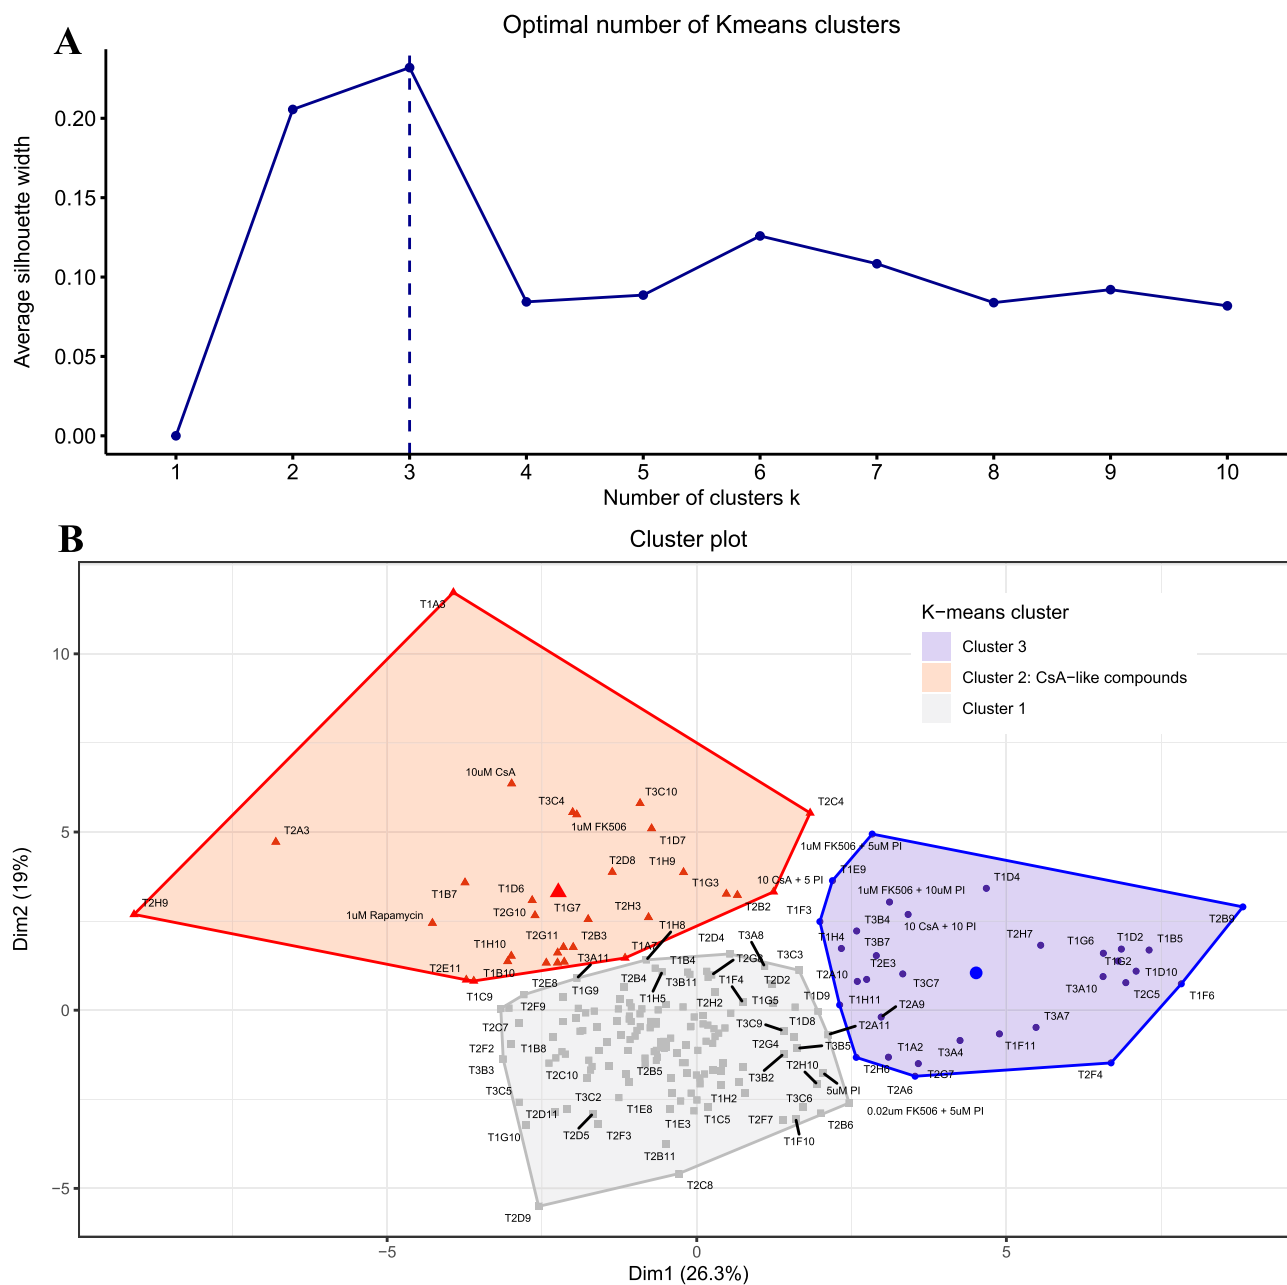 A
Optimal number of Kmeans clusters
Average silhouette width
0.20
0.15
0.10
0.05
0.00
1 2 3 4 5 6 7 8 9 10
Number of clusters k
B
Cluster plot
K−means cluster
Cluster 3
Cluster 2: CsA−like compounds
Cluster 1
Dim2 (19%)
10
5
0
−5
T1A3
10uM CsA
T3C4
T3C10
1uM FK506
T1D7
T2C4
T2A3
T2D8
T1H9
T1G3
10 CsA + 5 PI
T1B7
T1D6
T2G10
T1G7
T2H3
T2B2
T2H9
1uM Rapamycin
T1H8
T1H10
T2G11
T2B3
T1A7
T2E11
T1B10
T3A11
1uM FK506 + 5uM PI
T1E9
T1D4
1uM FK506 + 10uM PI
T1F3
T3B4
10 CsA + 10 PI
T2B9
T1H4
T3B7
T2H7
T1G6
T1D2
T1B5
T2E3
T1G2
T2A10
T3C7
T3A10
T1D10
T2C5
T1F6
T1H11
T2A9
T3A7
T2A11
T1A2
T3A4
T1F11
T2H6
T2G7
T2A6
T2F4
T2D4
T3A8
T3C3
T1B4
T2G8
T2E8
T1G9
T2B4
T3B11
T1F4
T2D2
T1C9
T2F9
T1H5
T2H2
T1G5
T1D9
T2C7
T3C9
T1D8
T2F2
T1B8
T2G4
T3B5
T3B3
T2C10
T2B5
T3B2
T2H10
T3C5
T3C2
T1H2
5uM PI
T2D11
T1E8
T3C6
0.02um FK506 + 5uM PI
T1G10
T2D5
T2F3
T1E3
T1C5
T2F7
T2B6
T1F10
T2B11
T2C8
T2D9
−5 0 5
Dim1 (26.3%)